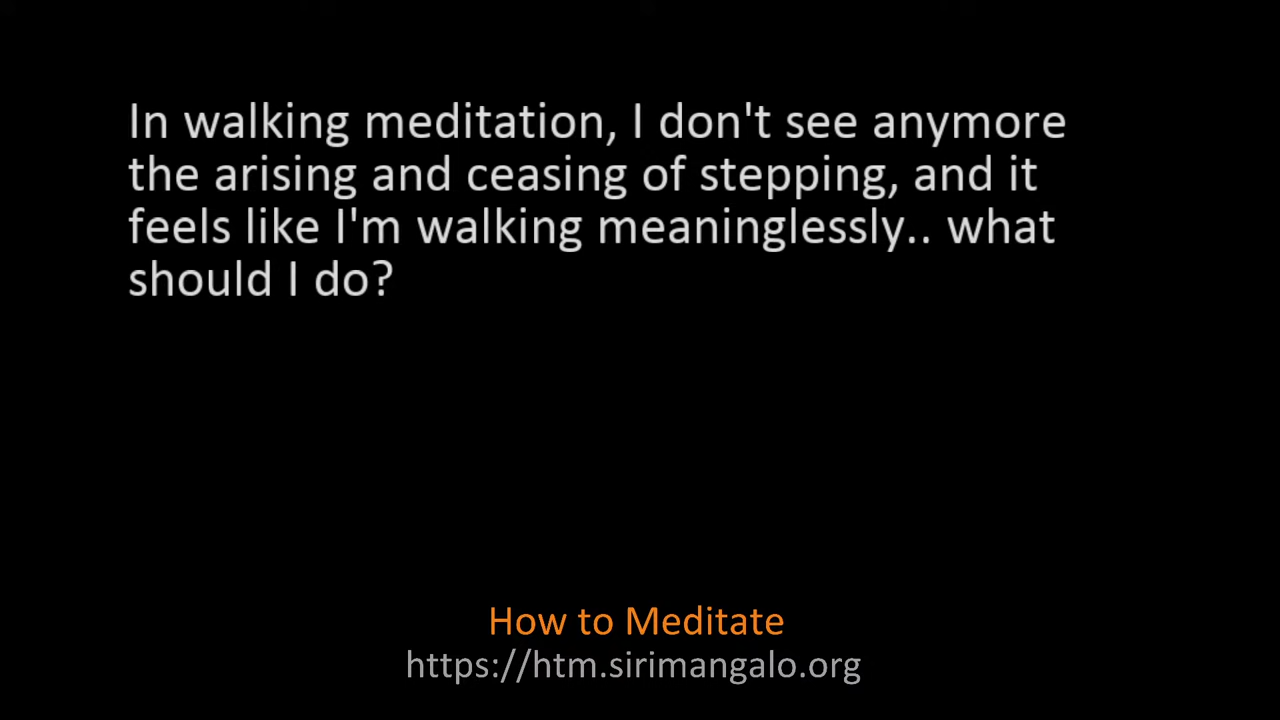 In walking meditation, I don't see anymore
the arising and ceasing of stepping, and it
feels like I'm walking meaninglessly.. what
should I do?
How to Meditate
https://htm.sirimangalo.org